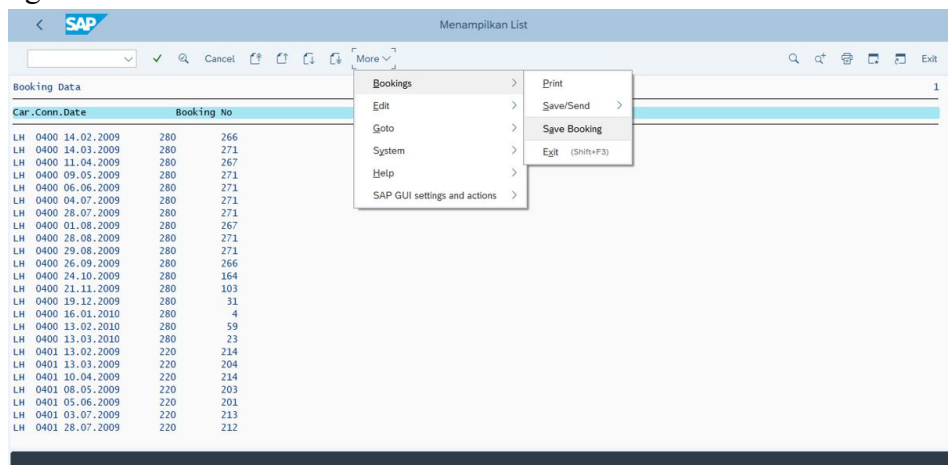 SAP
Menampilkan List
Cancel More Exit
Bookings
Edit
Goto
System
Help
SAP GUI settings and actions
Print
Save/Send
Save Booking
Exit (Shift+F3)
Booking Data 1
Car.Conn.Date Booking No
LH 0400 14.02.2009 280 266
LH 0400 14.03.2009 280 271
LH 0400 11.04.2009 280 267
LH 0400 09.05.2009 280 271
LH 0400 06.06.2009 280 271
LH 0400 04.07.2009 280 271
LH 0400 28.07.2009 280 271
LH 0400 01.08.2009 280 267
LH 0400 28.08.2009 280 271
LH 0400 29.08.2009 280 271
LH 0400 26.09.2009 280 266
LH 0400 24.10.2009 280 164
LH 0400 21.11.2009 280 103
LH 0400 19.12.2009 280 31
LH 0400 16.01.2010 280 4
LH 0400 13.02.2010 280 59
LH 0400 13.03.2010 280 23
LH 0401 13.02.2009 220 214
LH 0401 13.03.2009 220 204
LH 0401 10.04.2009 220 214
LH 0401 08.05.2009 220 203
LH 0401 05.06.2009 220 201
LH 0401 03.07.2009 220 213
LH 0401 28.07.2009 220 212